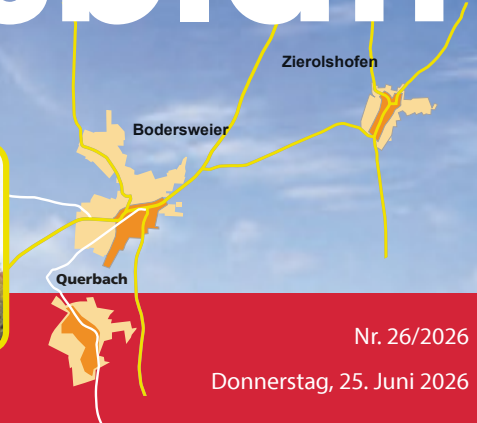 Zierolshofen
Bodersweier
Querbach
Nr. 26/2026
Donnerstag, 25. Juni 2026